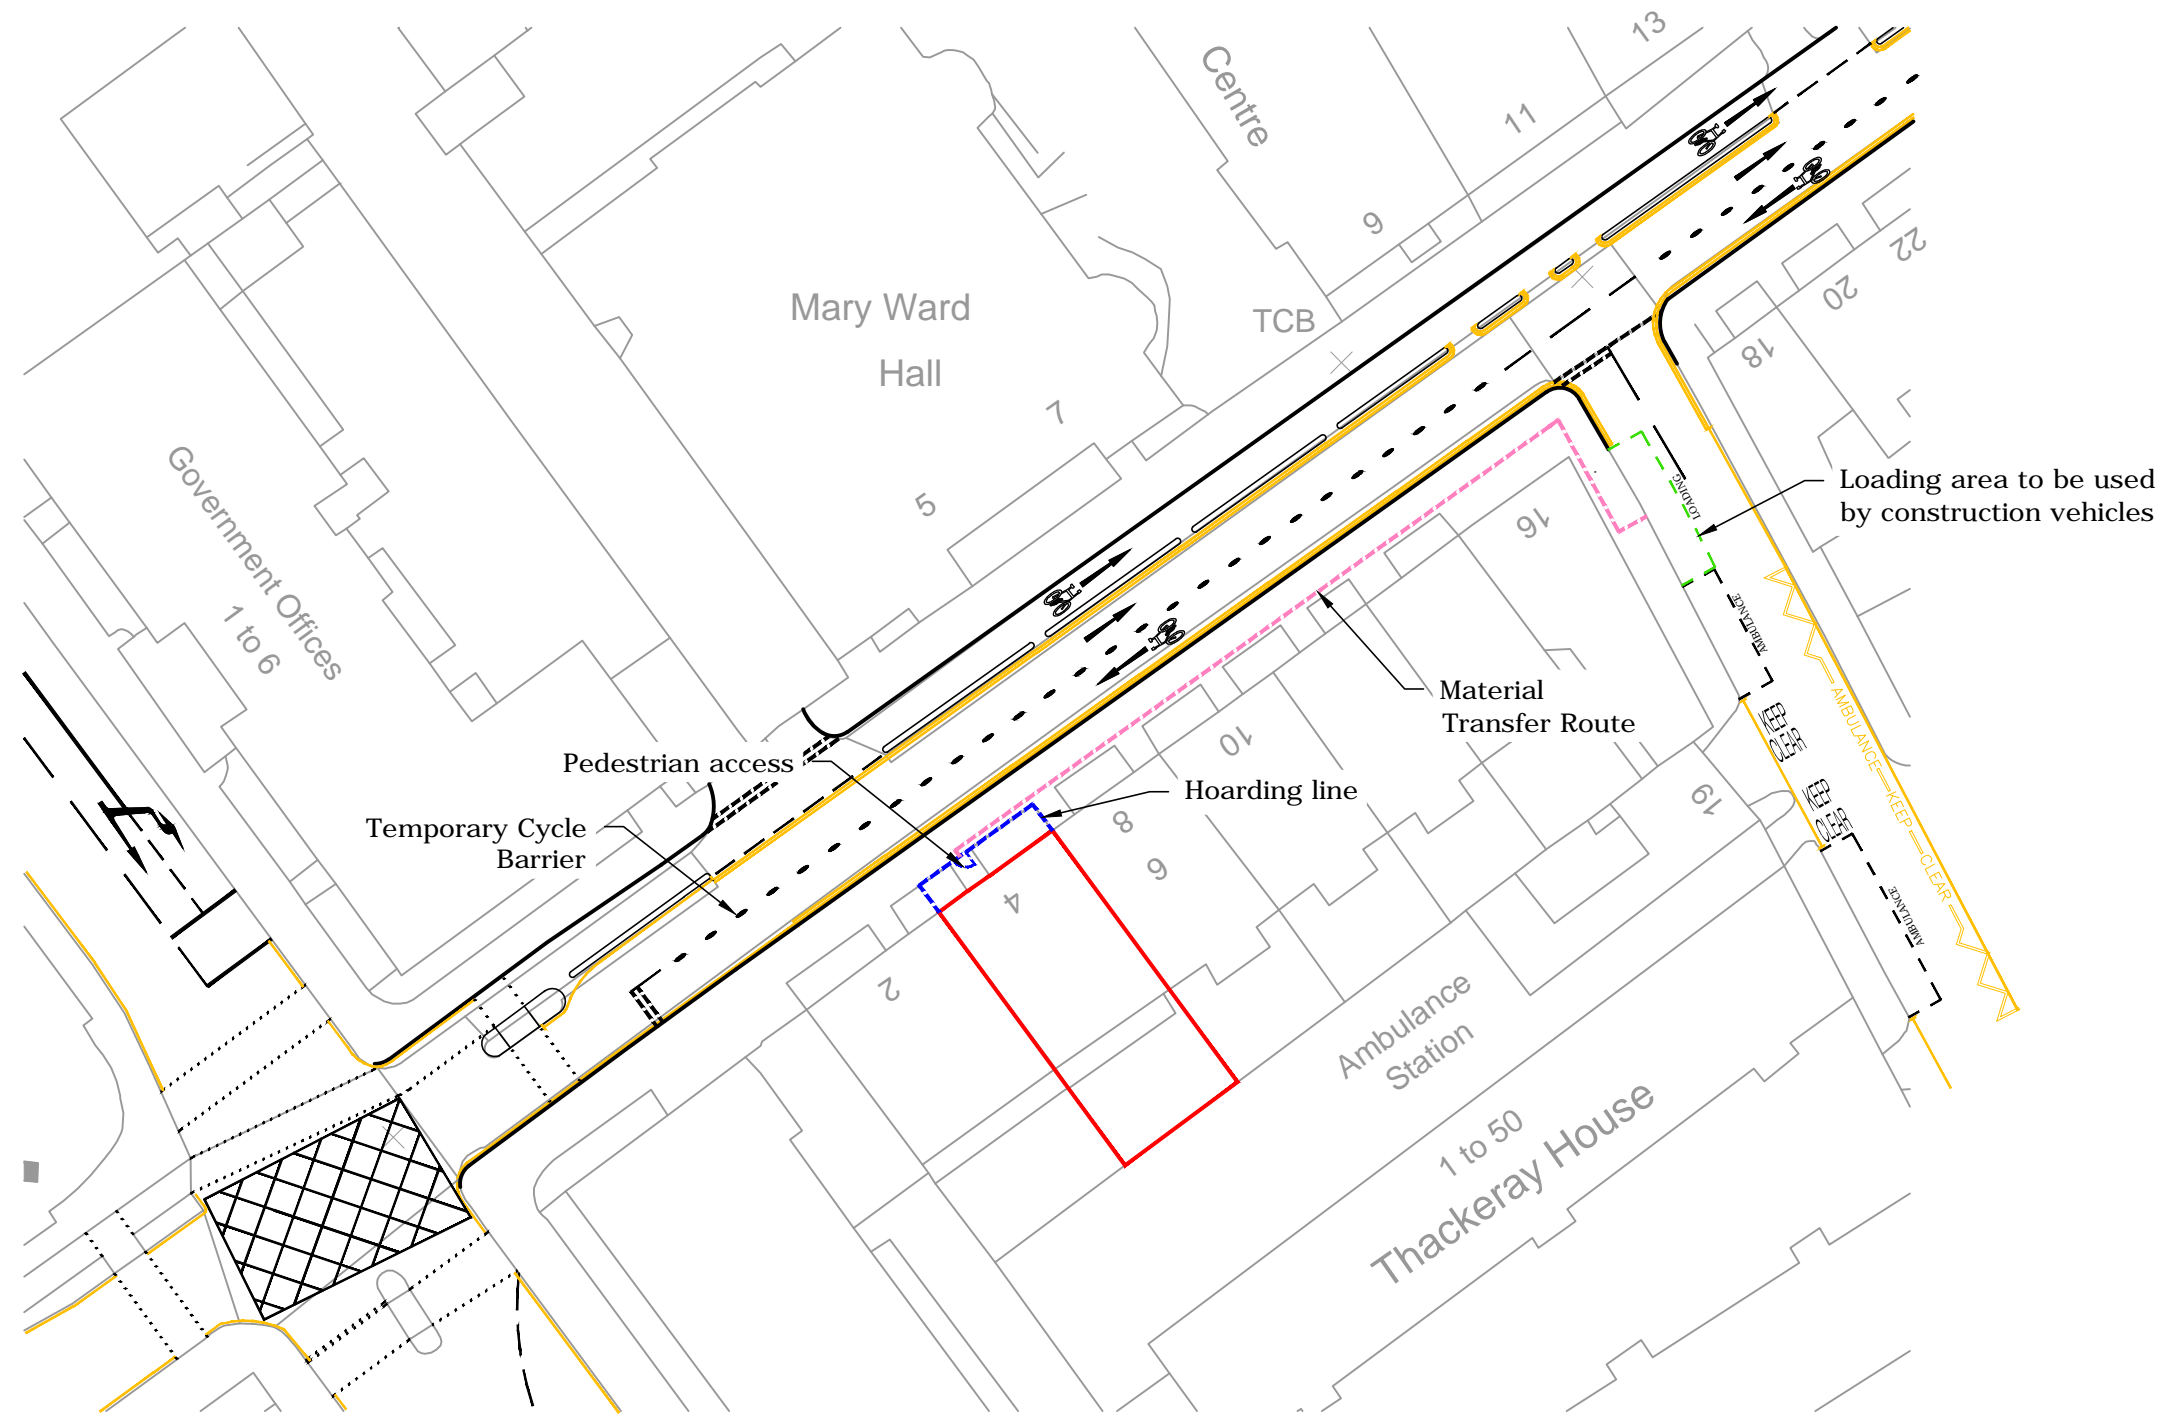 13
Centre
11
9
22
20
18
Mary Ward
Hall
TCB
7
5
16
Government Offices
1 to 6
LOADING
Loading area to be used
by construction vehicles
AMBULANCE
Material
Transfer Route
AMBULANCE—KEEP—CLEAR
KEEP
CLEAR
KEEP
CLEAR
Pedestrian access
10
Hoarding line
19
8
Temporary Cycle
Barrier
6
4
2
AMBULANCE
Ambulance
Station
1 to 50
Thackeray House